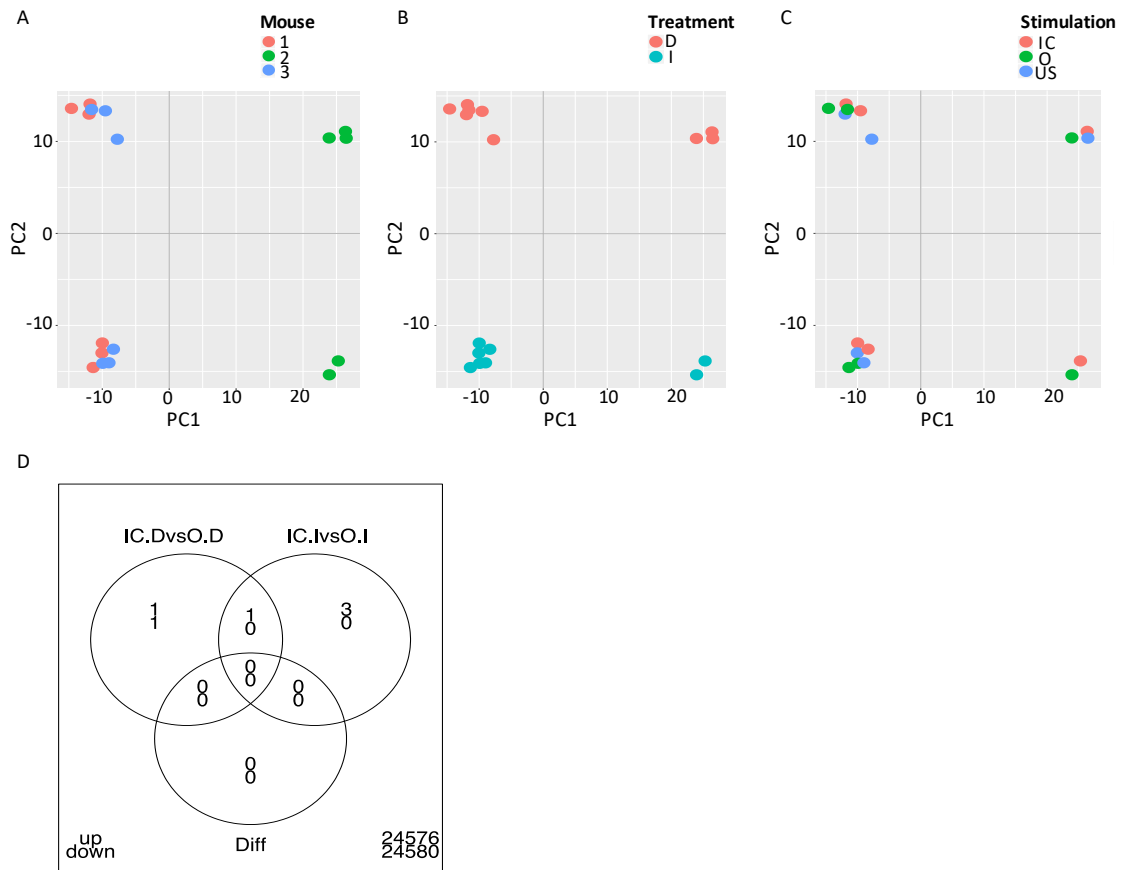 A
Mouse
1
2
3
10
0
-10
PC2
-10 0 10 20
PC1
B
Treatment
D
I
10
0
-10
PC2
-10 0 10 20
PC1
C
Stimulation
IC
O
US
10
0
-10
PC2
-10 0 10 20
PC1
D
IC.DvsO.D IC.IvsO.I
1 1 3
1 0 0
0
0
0 0
0 0
0
0
up Diff 24576
down 24580